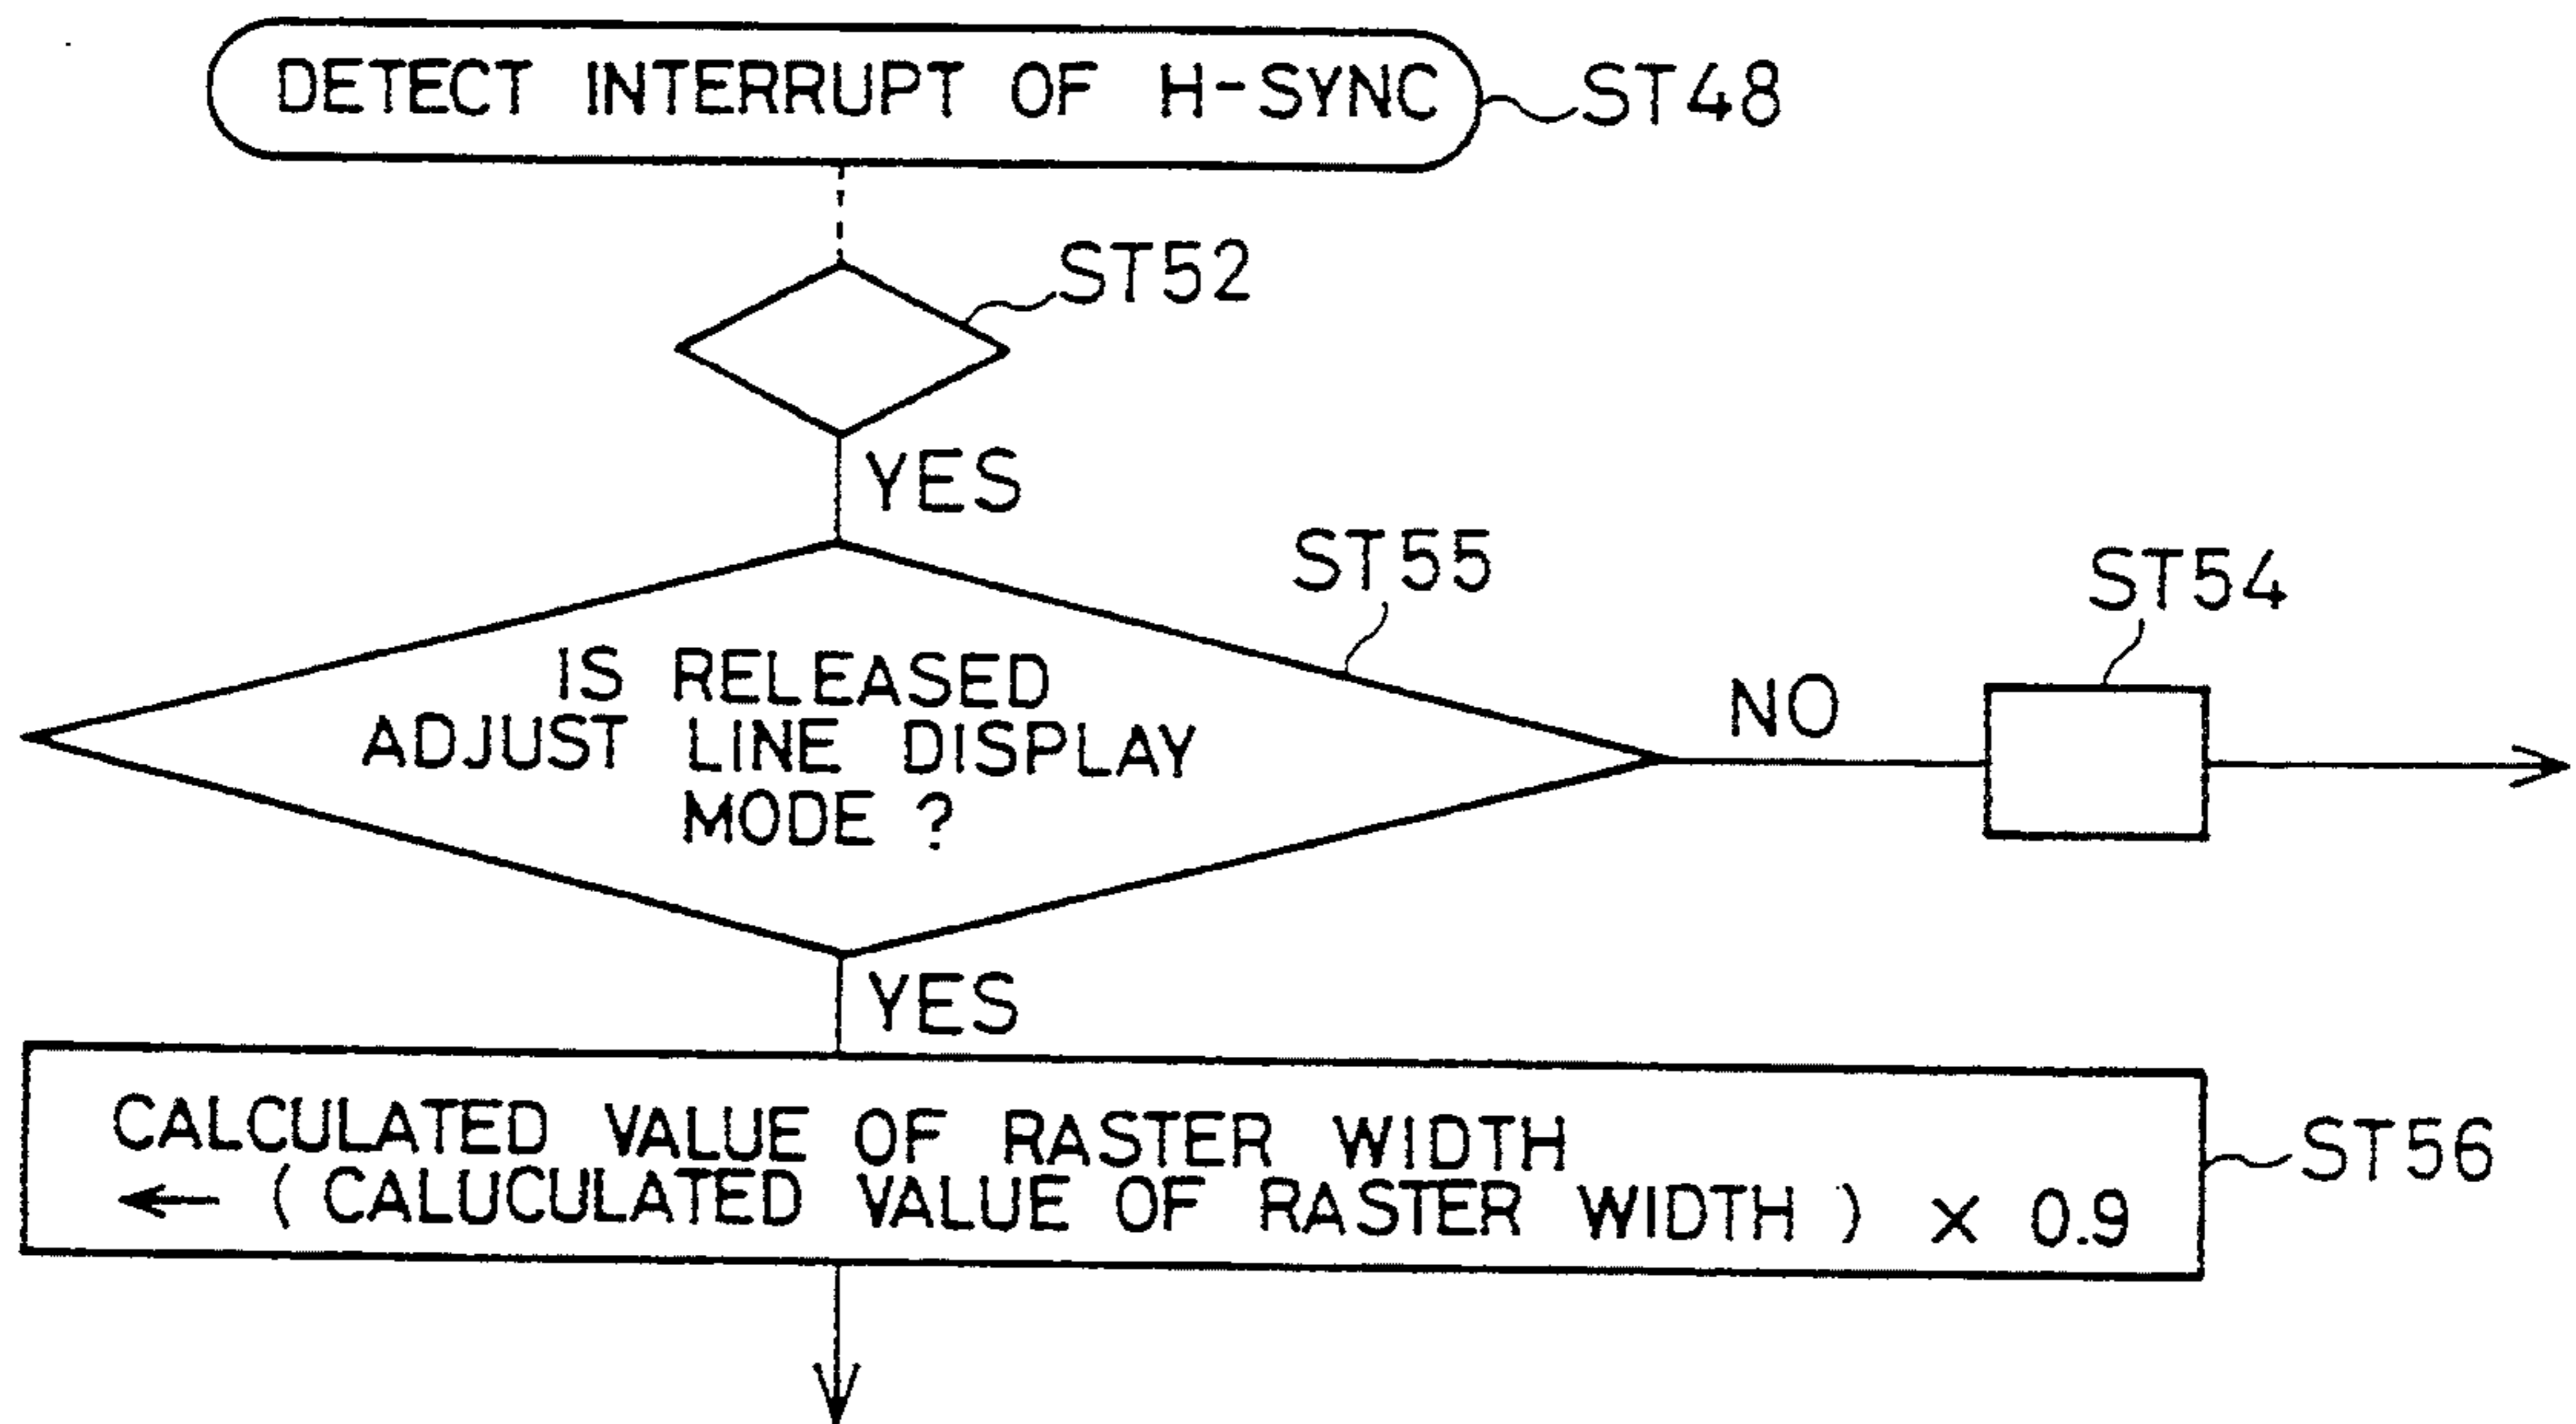 DETECT INTERRUPT OF H-SYNC
ST48
ST52
YES
ST55
ST54
IS RELEASED
ADJUST LINE DISPLAY
MODE ?
NO
YES
CALCULATED VALUE OF RASTER WIDTH
← ( CALUCULATED VALUE OF RASTER WIDTH ) × 0.9
ST56